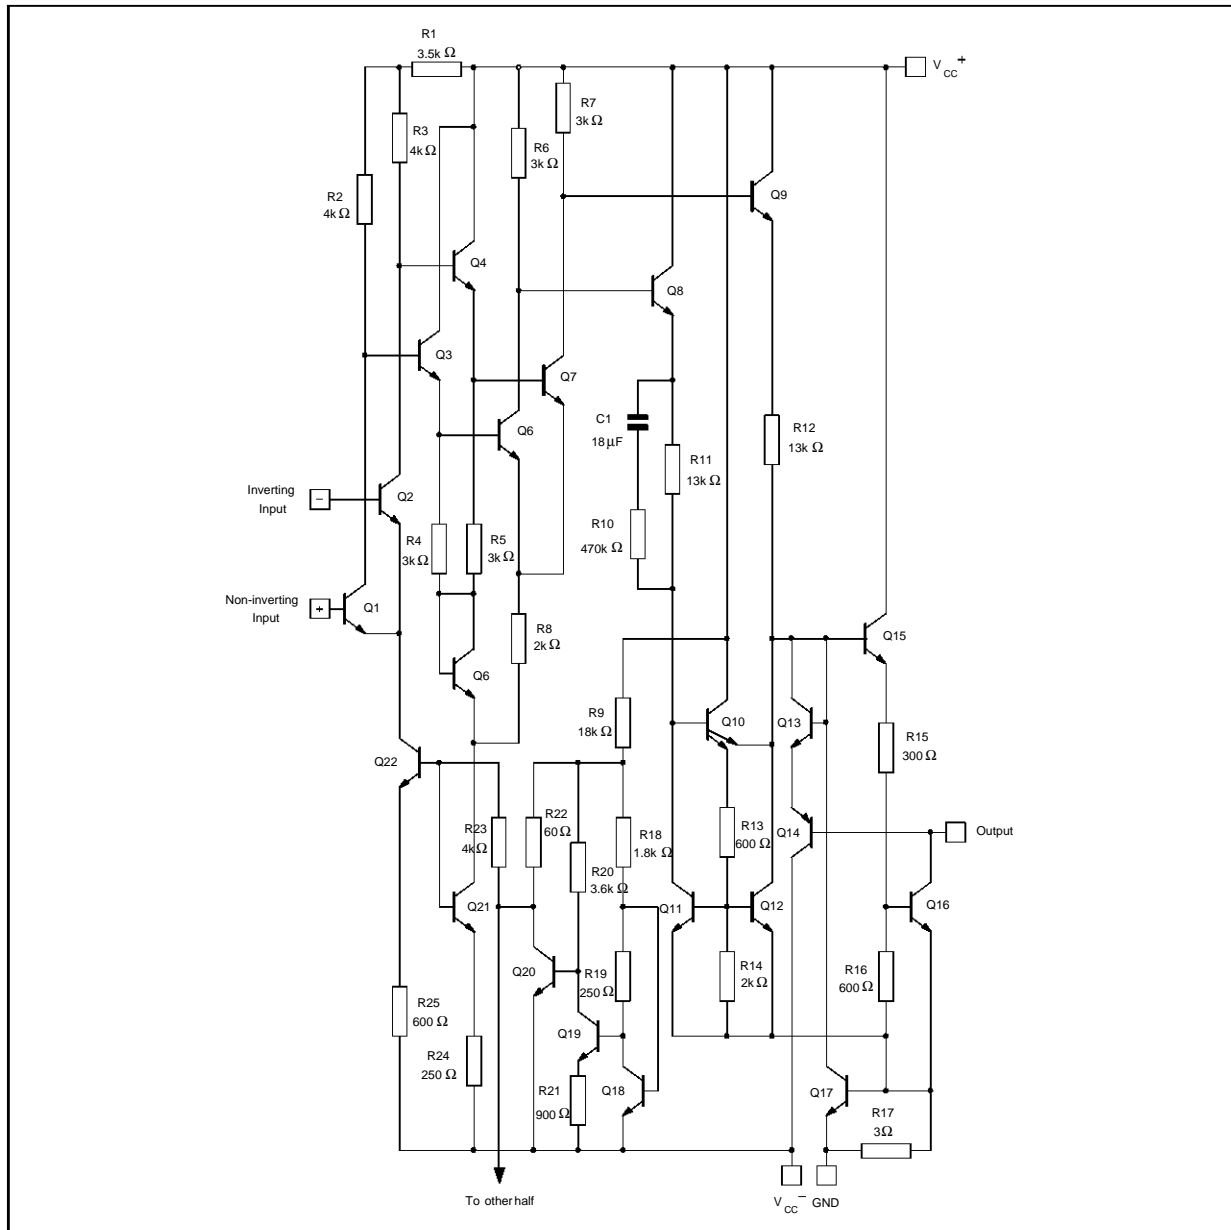 R1
3.5k Ω
V CC +
R7
3k Ω
R3
4k Ω
R6
3k Ω
R2
4k Ω
Q9
Q4
Q8
Q3
Q7
C1
18 µF
R12
13k Ω
Q6
R11
13k Ω
Inverting
Input
−
Q2
R10
470k Ω
R4
3k Ω
R5
3k Ω
Non-inverting
Input
+
Q1
R8
2k Ω
Q15
Q6
R9
18k Ω
Q10
Q13
R15
300 Ω
Q22
R23
4k Ω
R22
60 Ω
R18
1.8k Ω
R13
600 Ω
Q14
Output
R20
3.6k Ω
Q21
Q11
Q12
Q16
Q20
R19
250 Ω
R14
2k Ω
R16
600 Ω
R25
600 Ω
Q19
R24
250 Ω
R21
900 Ω
Q18
Q17
R17
3 Ω
To other half
V CC − GND